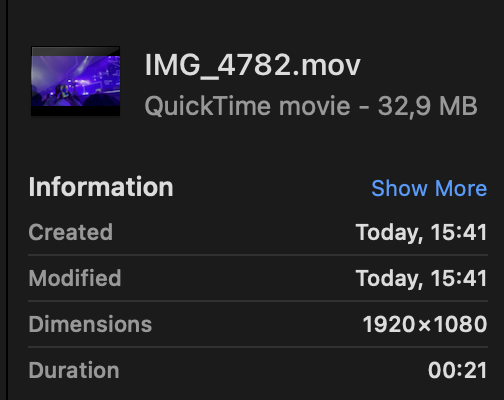 IMG_4782.mov
QuickTime movie - 32,9 MB
Information Show More
Created Today, 15:41
Modified Today, 15:41
Dimensions 1920×1080
Duration 00:21